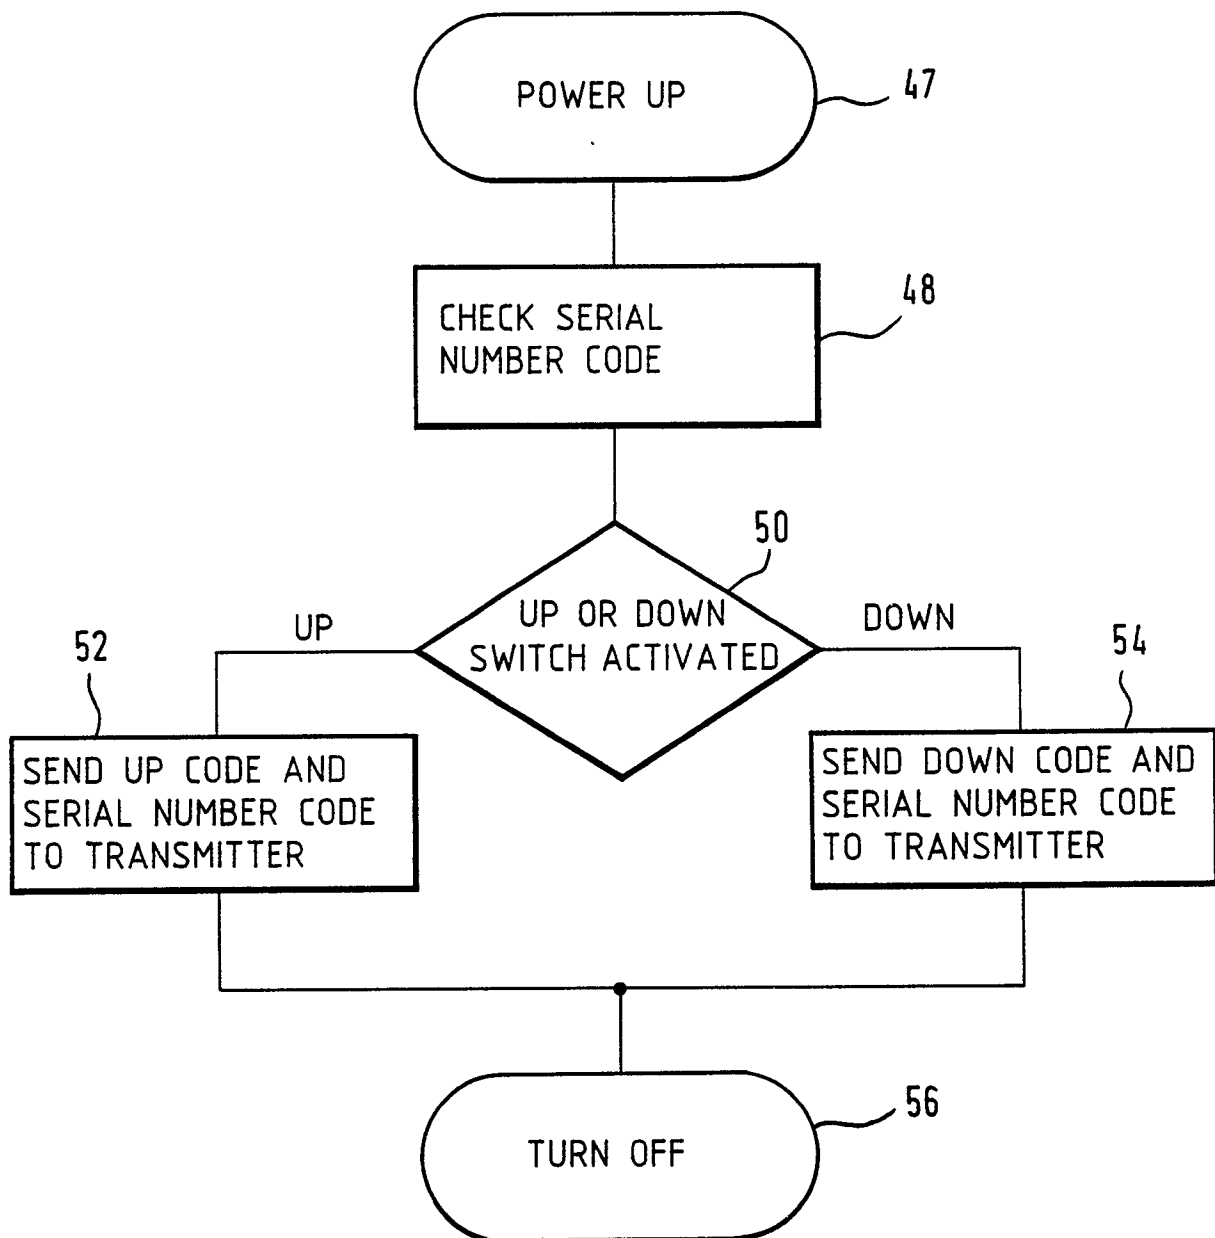 POWER UP
47
CHECK SERIAL
NUMBER CODE
48
50
UP OR DOWN
SWITCH ACTIVATED
UP
DOWN
52
54
SEND UP CODE AND
SERIAL NUMBER CODE
TO TRANSMITTER
SEND DOWN CODE AND
SERIAL NUMBER CODE
TO TRANSMITTER
TURN OFF
56